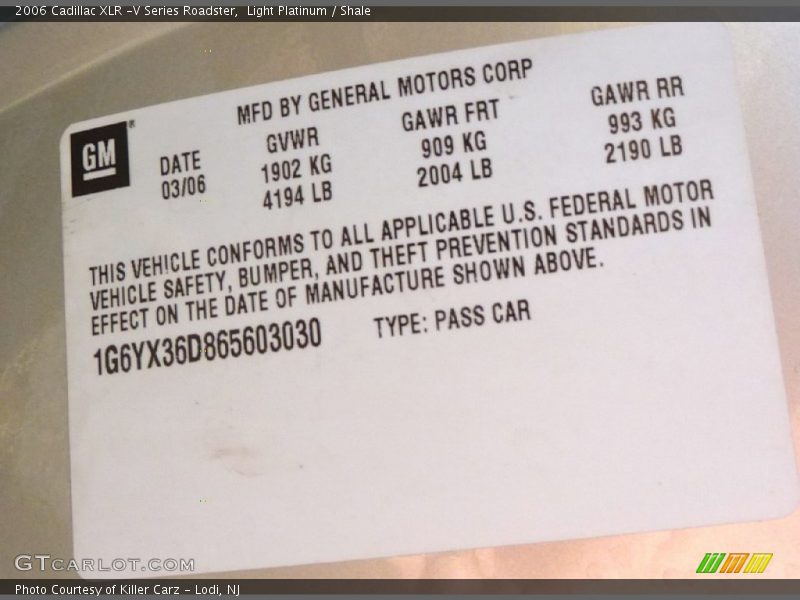 2006 Cadillac XLR -V Series Roadster,  Light Platinum / Shale
MFD BY GENERAL MOTORS CORP
GM®
DATE GVWR GAWR FRT GAWR RR
03/06 1902 KG 909 KG 993 KG
4194 LB 2004 LB 2190 LB
THIS VEHICLE CONFORMS TO ALL APPLICABLE U.S. FEDERAL MOTOR
VEHICLE SAFETY, BUMPER, AND THEFT PREVENTION STANDARDS IN
EFFECT ON THE DATE OF MANUFACTURE SHOWN ABOVE.
1G6YX36D865603030 TYPE: PASS CAR
GTCARLOT.COM
Photo Courtesy of Killer Carz - Lodi, NJ